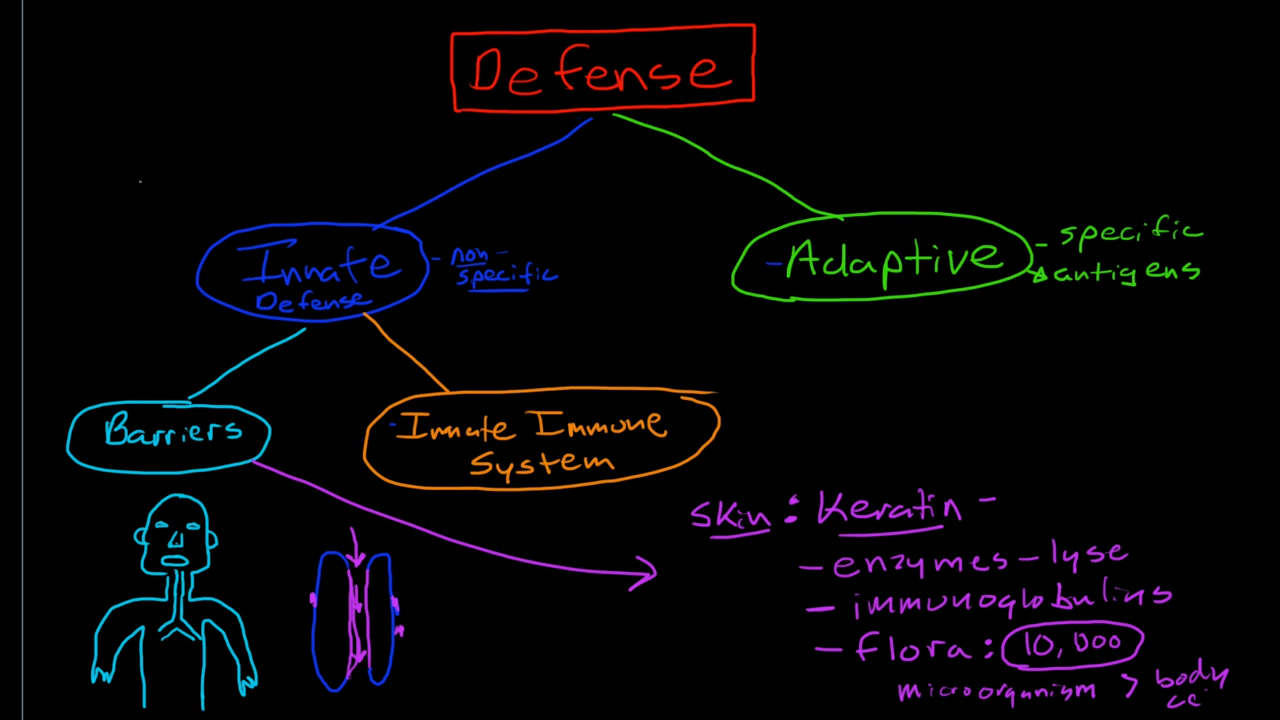 Defense
Innate
Defense
- non-
specific
- Adaptive
- specific
antigens
Barriers
- Innate Immune
System
skin : Keratin -
- enzymes - lyse
- immunoglobulins
- flora : 10,000
microorganism > body
ce